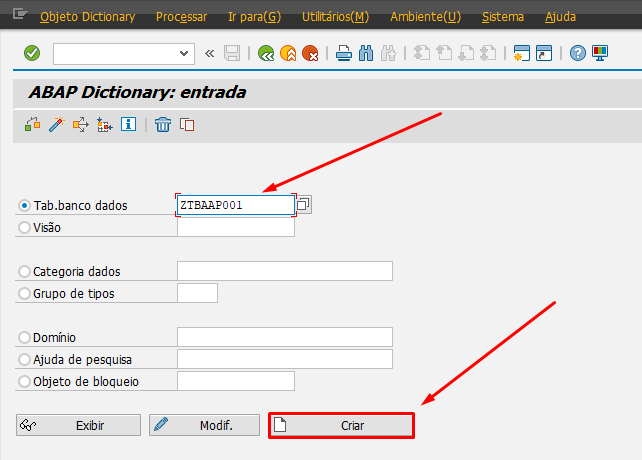 Objeto Dictionary Processar Ir para(G) Utilitários(M) Ambiente(U) Sistema Ajuda
ABAP Dictionary: entrada
Tab.banco dados ZTBAAP001
Visão
Categoria dados
Grupo de tipos
Domínio
Ajuda de pesquisa
Objeto de bloqueio
Exibir Modif. Criar